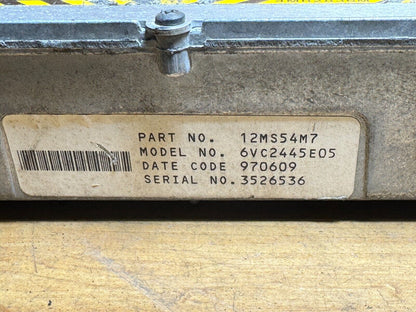 PART NO. 12MS54M7
MODEL NO. 6VC2445E05
DATE CODE 970609
SERIAL NO. 3526536